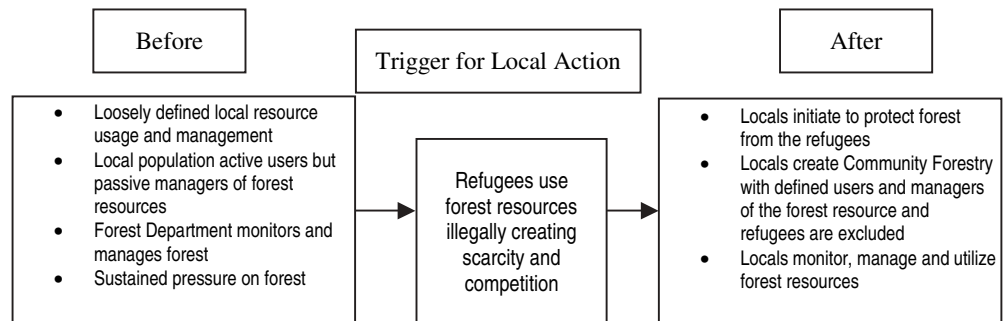 Before
• Loosely defined local resource
usage and management
• Local population active users but
passive managers of forest
resources
• Forest Department monitors and
manages forest
• Sustained pressure on forest
Trigger for Local Action
Refugees use
forest resources
illegally creating
scarcity and
competition
After
• Locals initiate to protect forest
from the refugees
• Locals create Community Forestry
with defined users and managers
of the forest resource and
refugees are excluded
• Locals monitor, manage and utilize
forest resources